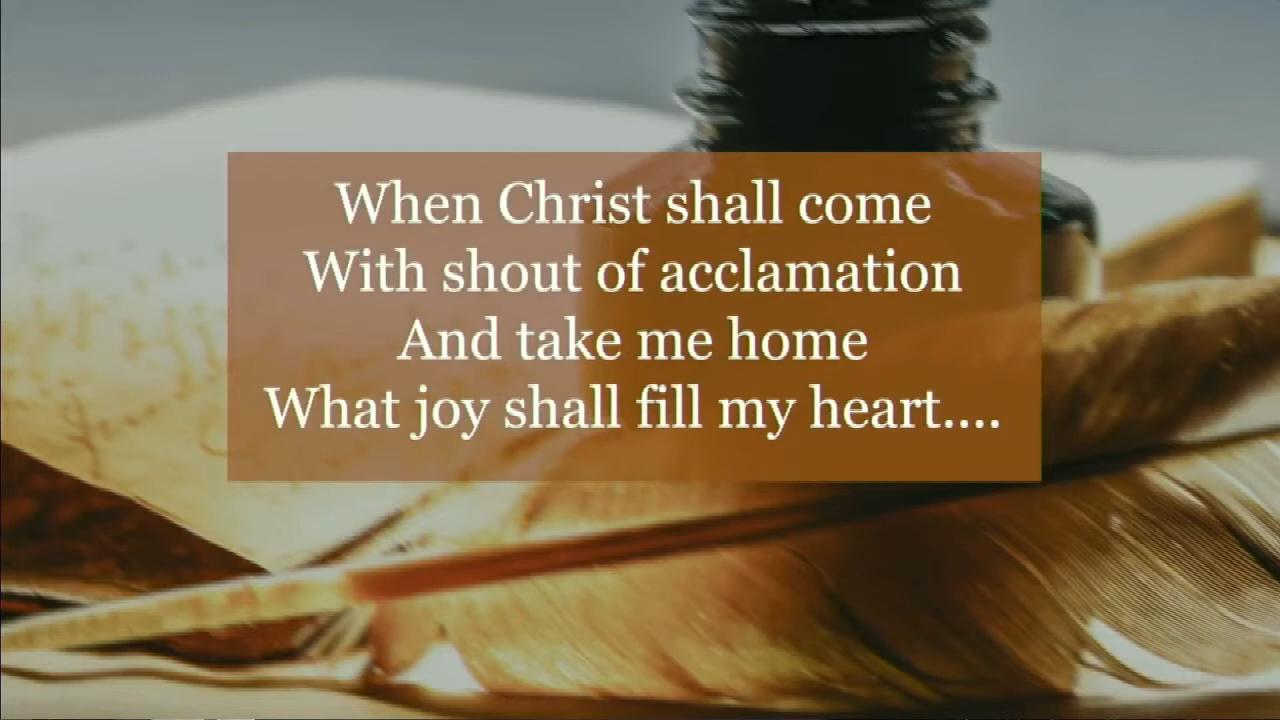 When Christ shall come
With shout of acclamation
And take me home
What joy shall fill my heart....